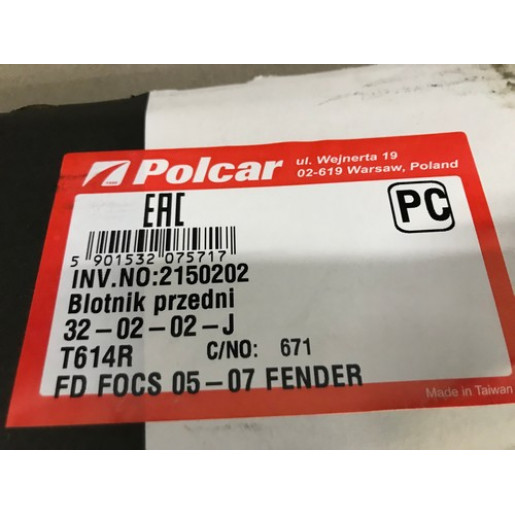 Polcar
ul. Wejnerta 19
02-619 Warsaw, Poland
EAC
PC
5 901532 075717
INV.NO:2150202
Blotnik przedni
32-02-02-J
T614R C/NO: 671
FD FOCS 05-07 FENDER
Made in Taiwan